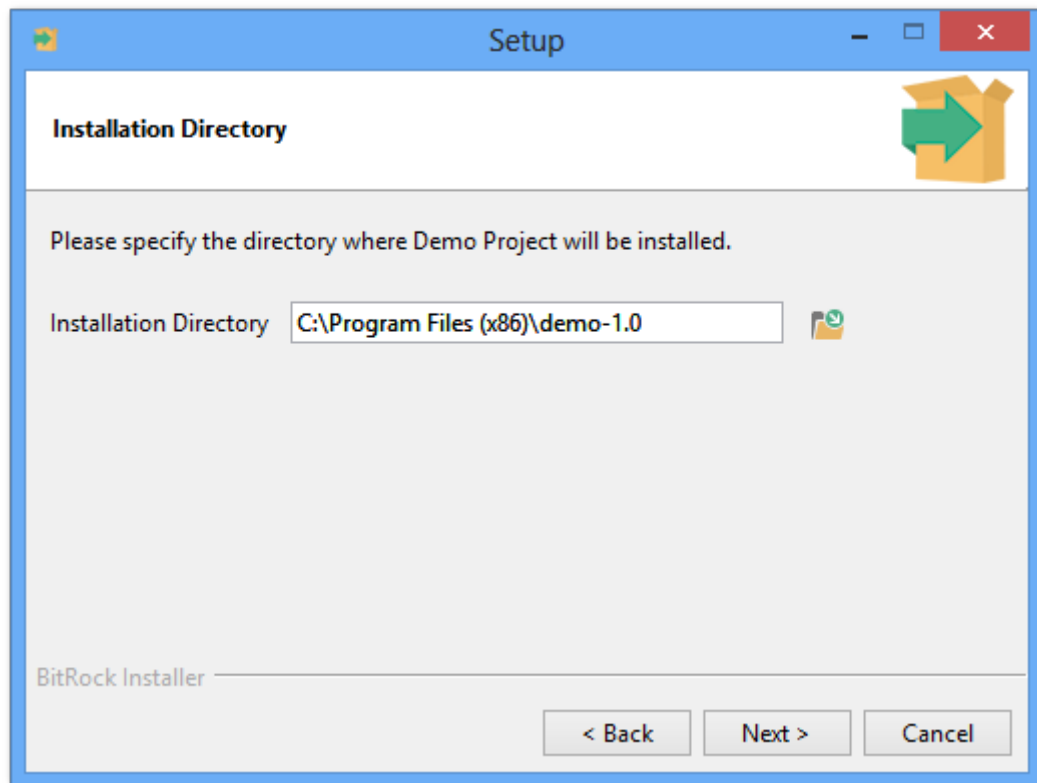 Setup
Installation Directory
Please specify the directory where Demo Project will be installed.
Installation Directory C:\Program Files (x86)\demo-1.0
BitRock Installer
< Back Next > Cancel